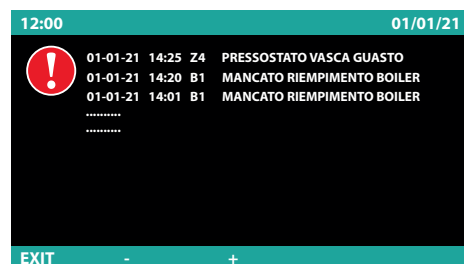 12:00 01/01/21
01-01-21 14:25 Z4 PRESSOSTATO VASCA GUASTO
01-01-21 14:20 B1 MANCATO RIEMPIMENTO BOILER
01-01-21 14:01 B1 MANCATO RIEMPIMENTO BOILER
..........
..........
EXIT - +